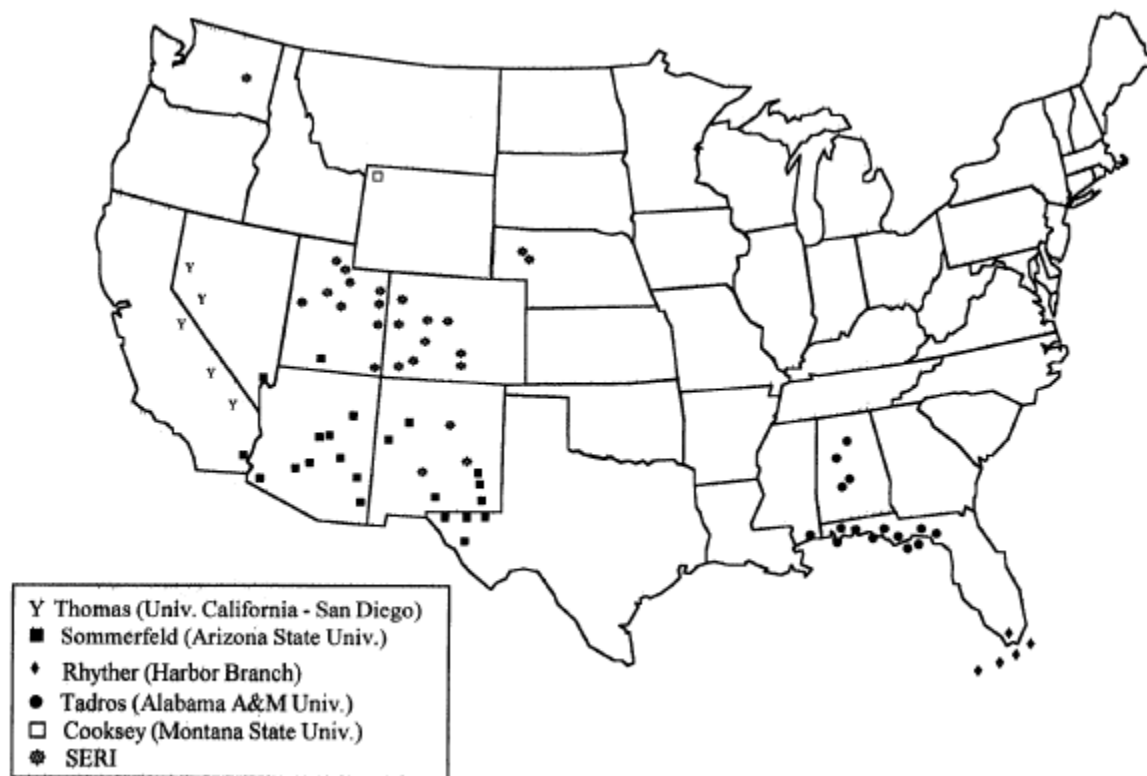 Y
Y
Y
Y
Y
Y Thomas (Univ. California - San Diego)
Sommerfeld (Arizona State Univ.)
Rhyther (Harbor Branch)
Tadros (Alabama A&M Univ.)
Cooksey (Montana State Univ.)
SERI